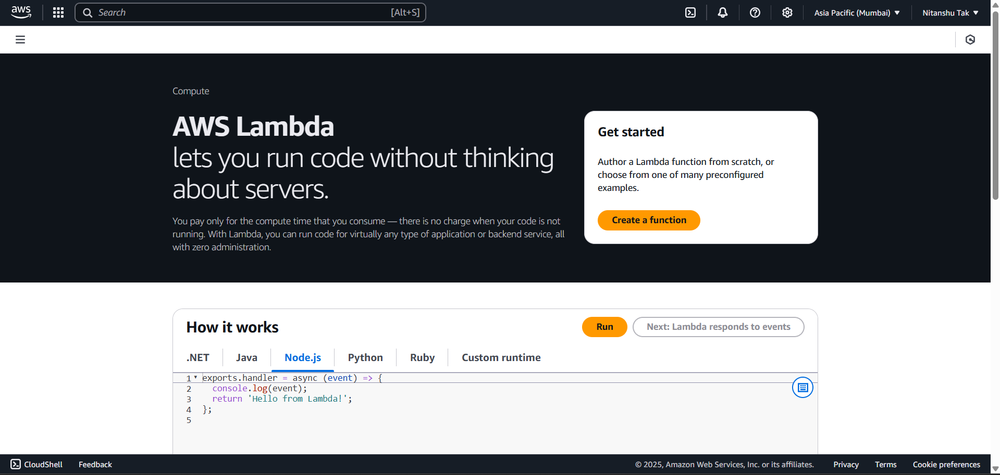 aws
Search [Alt+S]
Asia Pacific (Mumbai)
Nitanshu Tak
Compute
AWS Lambda
lets you run code without thinking
about servers.
You pay only for the compute time that you consume — there is no charge when your code is not
running. With Lambda, you can run code for virtually any type of application or backend service, all
with zero administration.
Get started
Author a Lambda function from scratch, or
choose from one of many preconfigured
examples.
Create a function
How it works
Run
Next: Lambda responds to events
.NET
Java
Node.js
Python
Ruby
Custom runtime
1 exports.handler = async (event) => {
2   console.log(event);
3   return 'Hello from Lambda!';
4 };
5
CloudShell
Feedback
© 2025, Amazon Web Services, Inc. or its affiliates.
Privacy
Terms
Cookie preferences